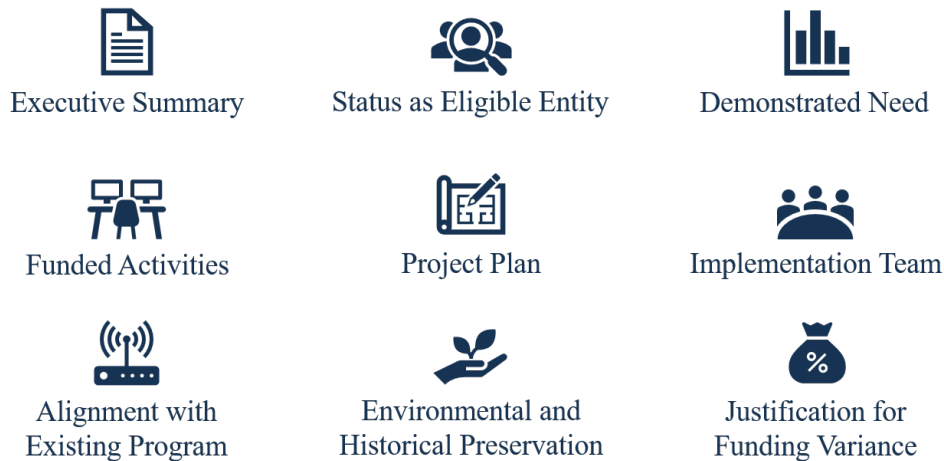 Executive Summary
Status as Eligible Entity
Demonstrated Need
Funded Activities
Project Plan
Implementation Team
Alignment with
Existing Program
Environmental and
Historical Preservation
%
Justification for
Funding Variance